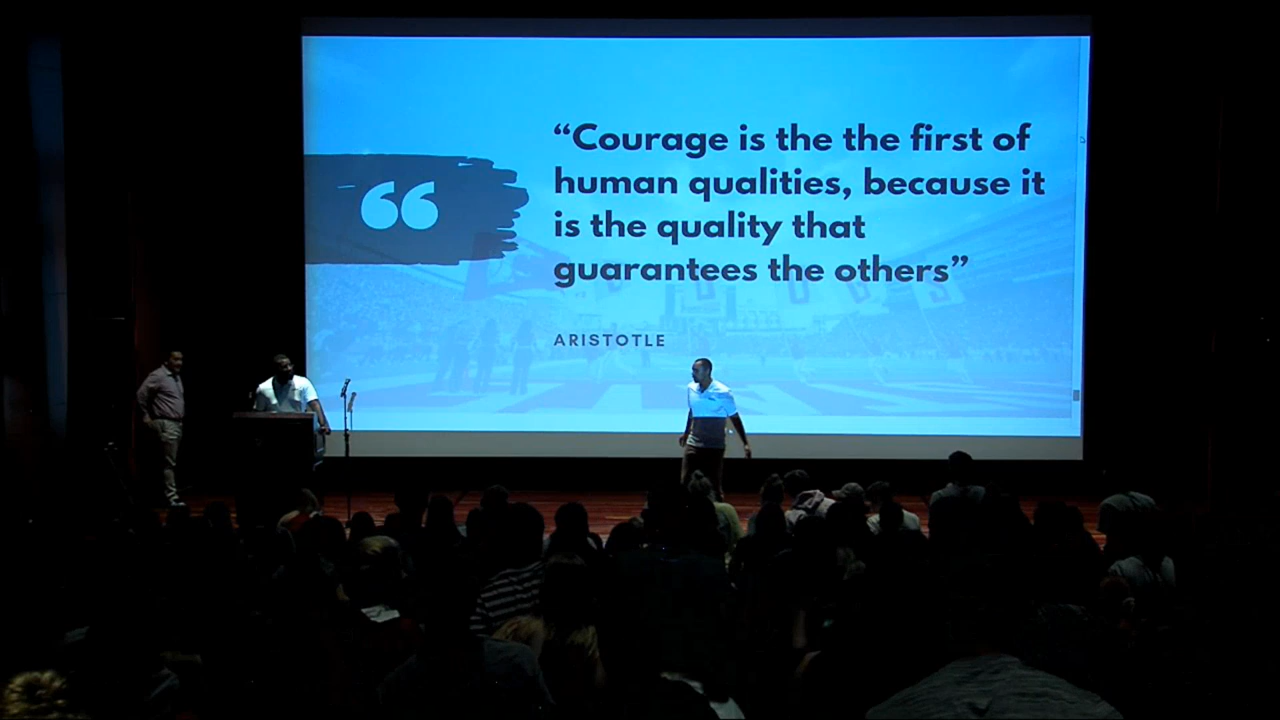 “Courage is the the first of
human qualities, because it
is the quality that
guarantees the others”
ARISTOTLE